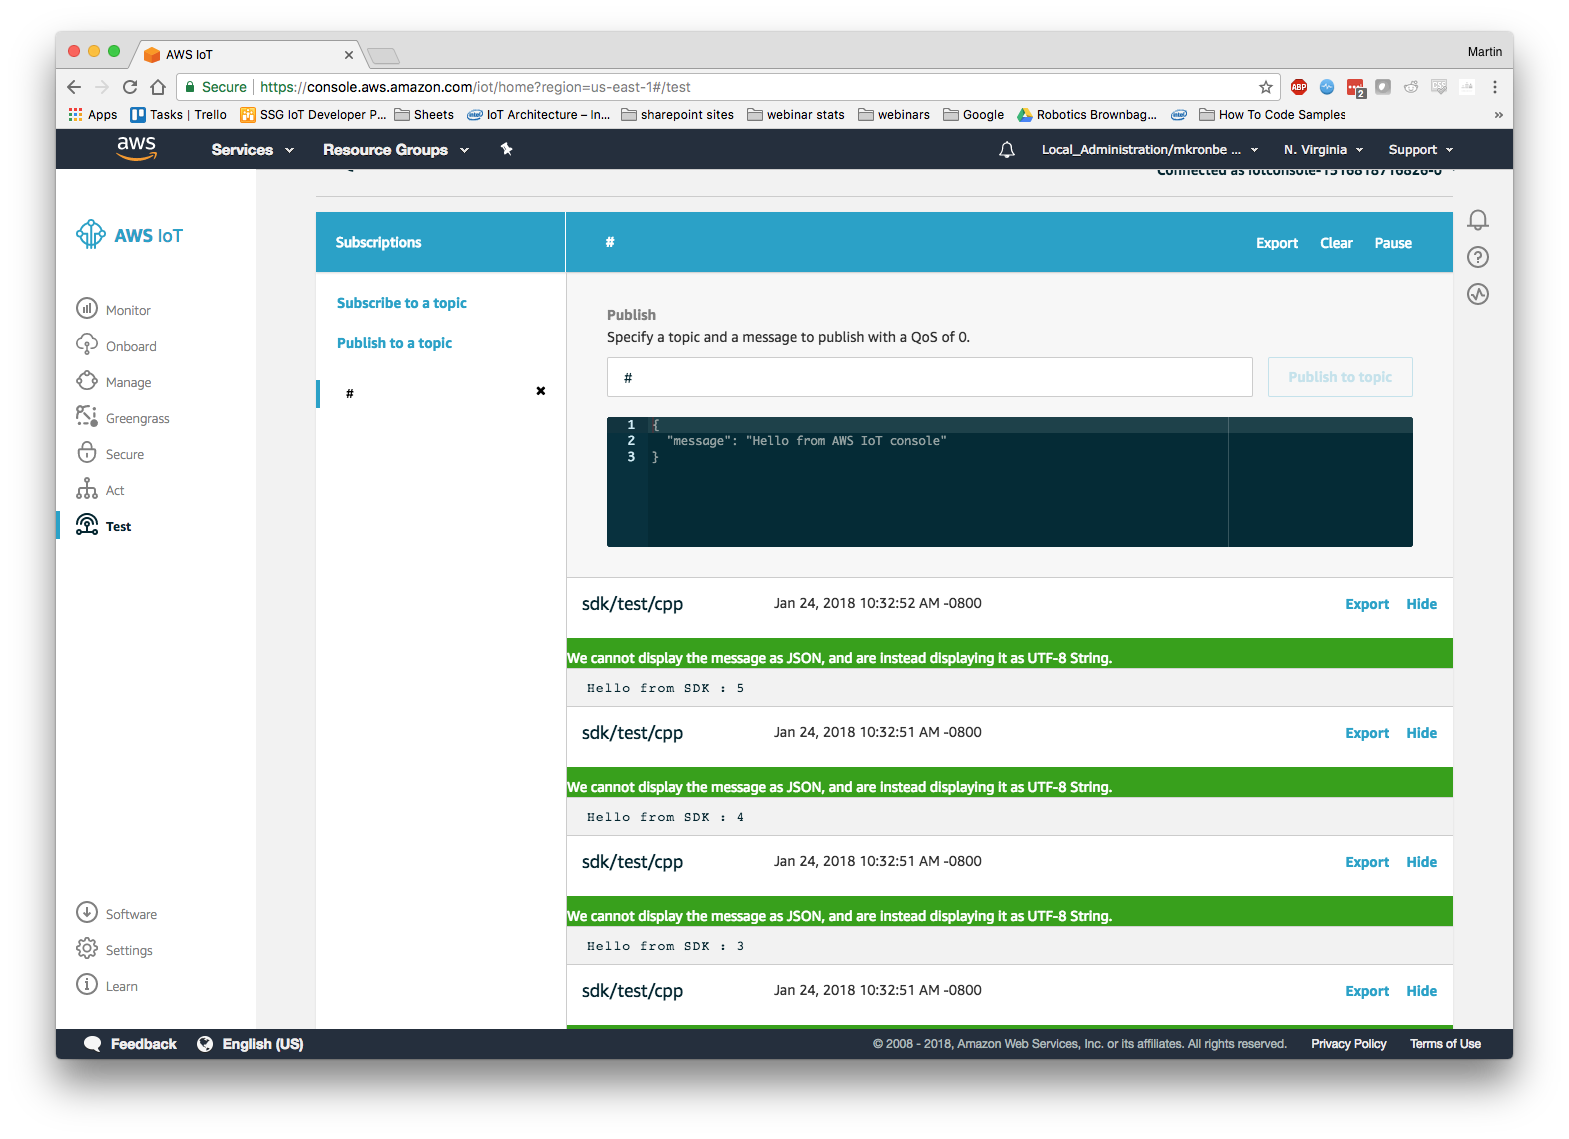 AWS IoT
Martin
Secure https://console.aws.amazon.com/iot/home?region=us-east-1#/test
ABP
2
Apps Tasks | Trello SSG IoT Developer P... Sheets IoT Architecture – In... sharepoint sites webinar stats webinars Google Robotics Brownbag... How To Code Samples »
aws Services Resource Groups Local_Administration/mkronbe ... N. Virginia Support
Connected as iotconsole-1516818716826-0
AWS IoT
Monitor
Onboard
Manage
Greengrass
Secure
Act
Test
Software
Settings
Learn
Subscriptions
Subscribe to a topic
Publish to a topic
#
# Export Clear Pause
Publish
Specify a topic and a message to publish with a QoS of 0.
# Publish to topic
1 {
2 "message": "Hello from AWS IoT console"
3 }
sdk/test/cpp Jan 24, 2018 10:32:52 AM -0800 Export Hide
We cannot display the message as JSON, and are instead displaying it as UTF-8 String.
Hello from SDK : 5
sdk/test/cpp Jan 24, 2018 10:32:51 AM -0800 Export Hide
We cannot display the message as JSON, and are instead displaying it as UTF-8 String.
Hello from SDK : 4
sdk/test/cpp Jan 24, 2018 10:32:51 AM -0800 Export Hide
We cannot display the message as JSON, and are instead displaying it as UTF-8 String.
Hello from SDK : 3
sdk/test/cpp Jan 24, 2018 10:32:51 AM -0800 Export Hide
Feedback English (US) © 2008 - 2018, Amazon Web Services, Inc. or its affiliates. All rights reserved. Privacy Policy Terms of Use